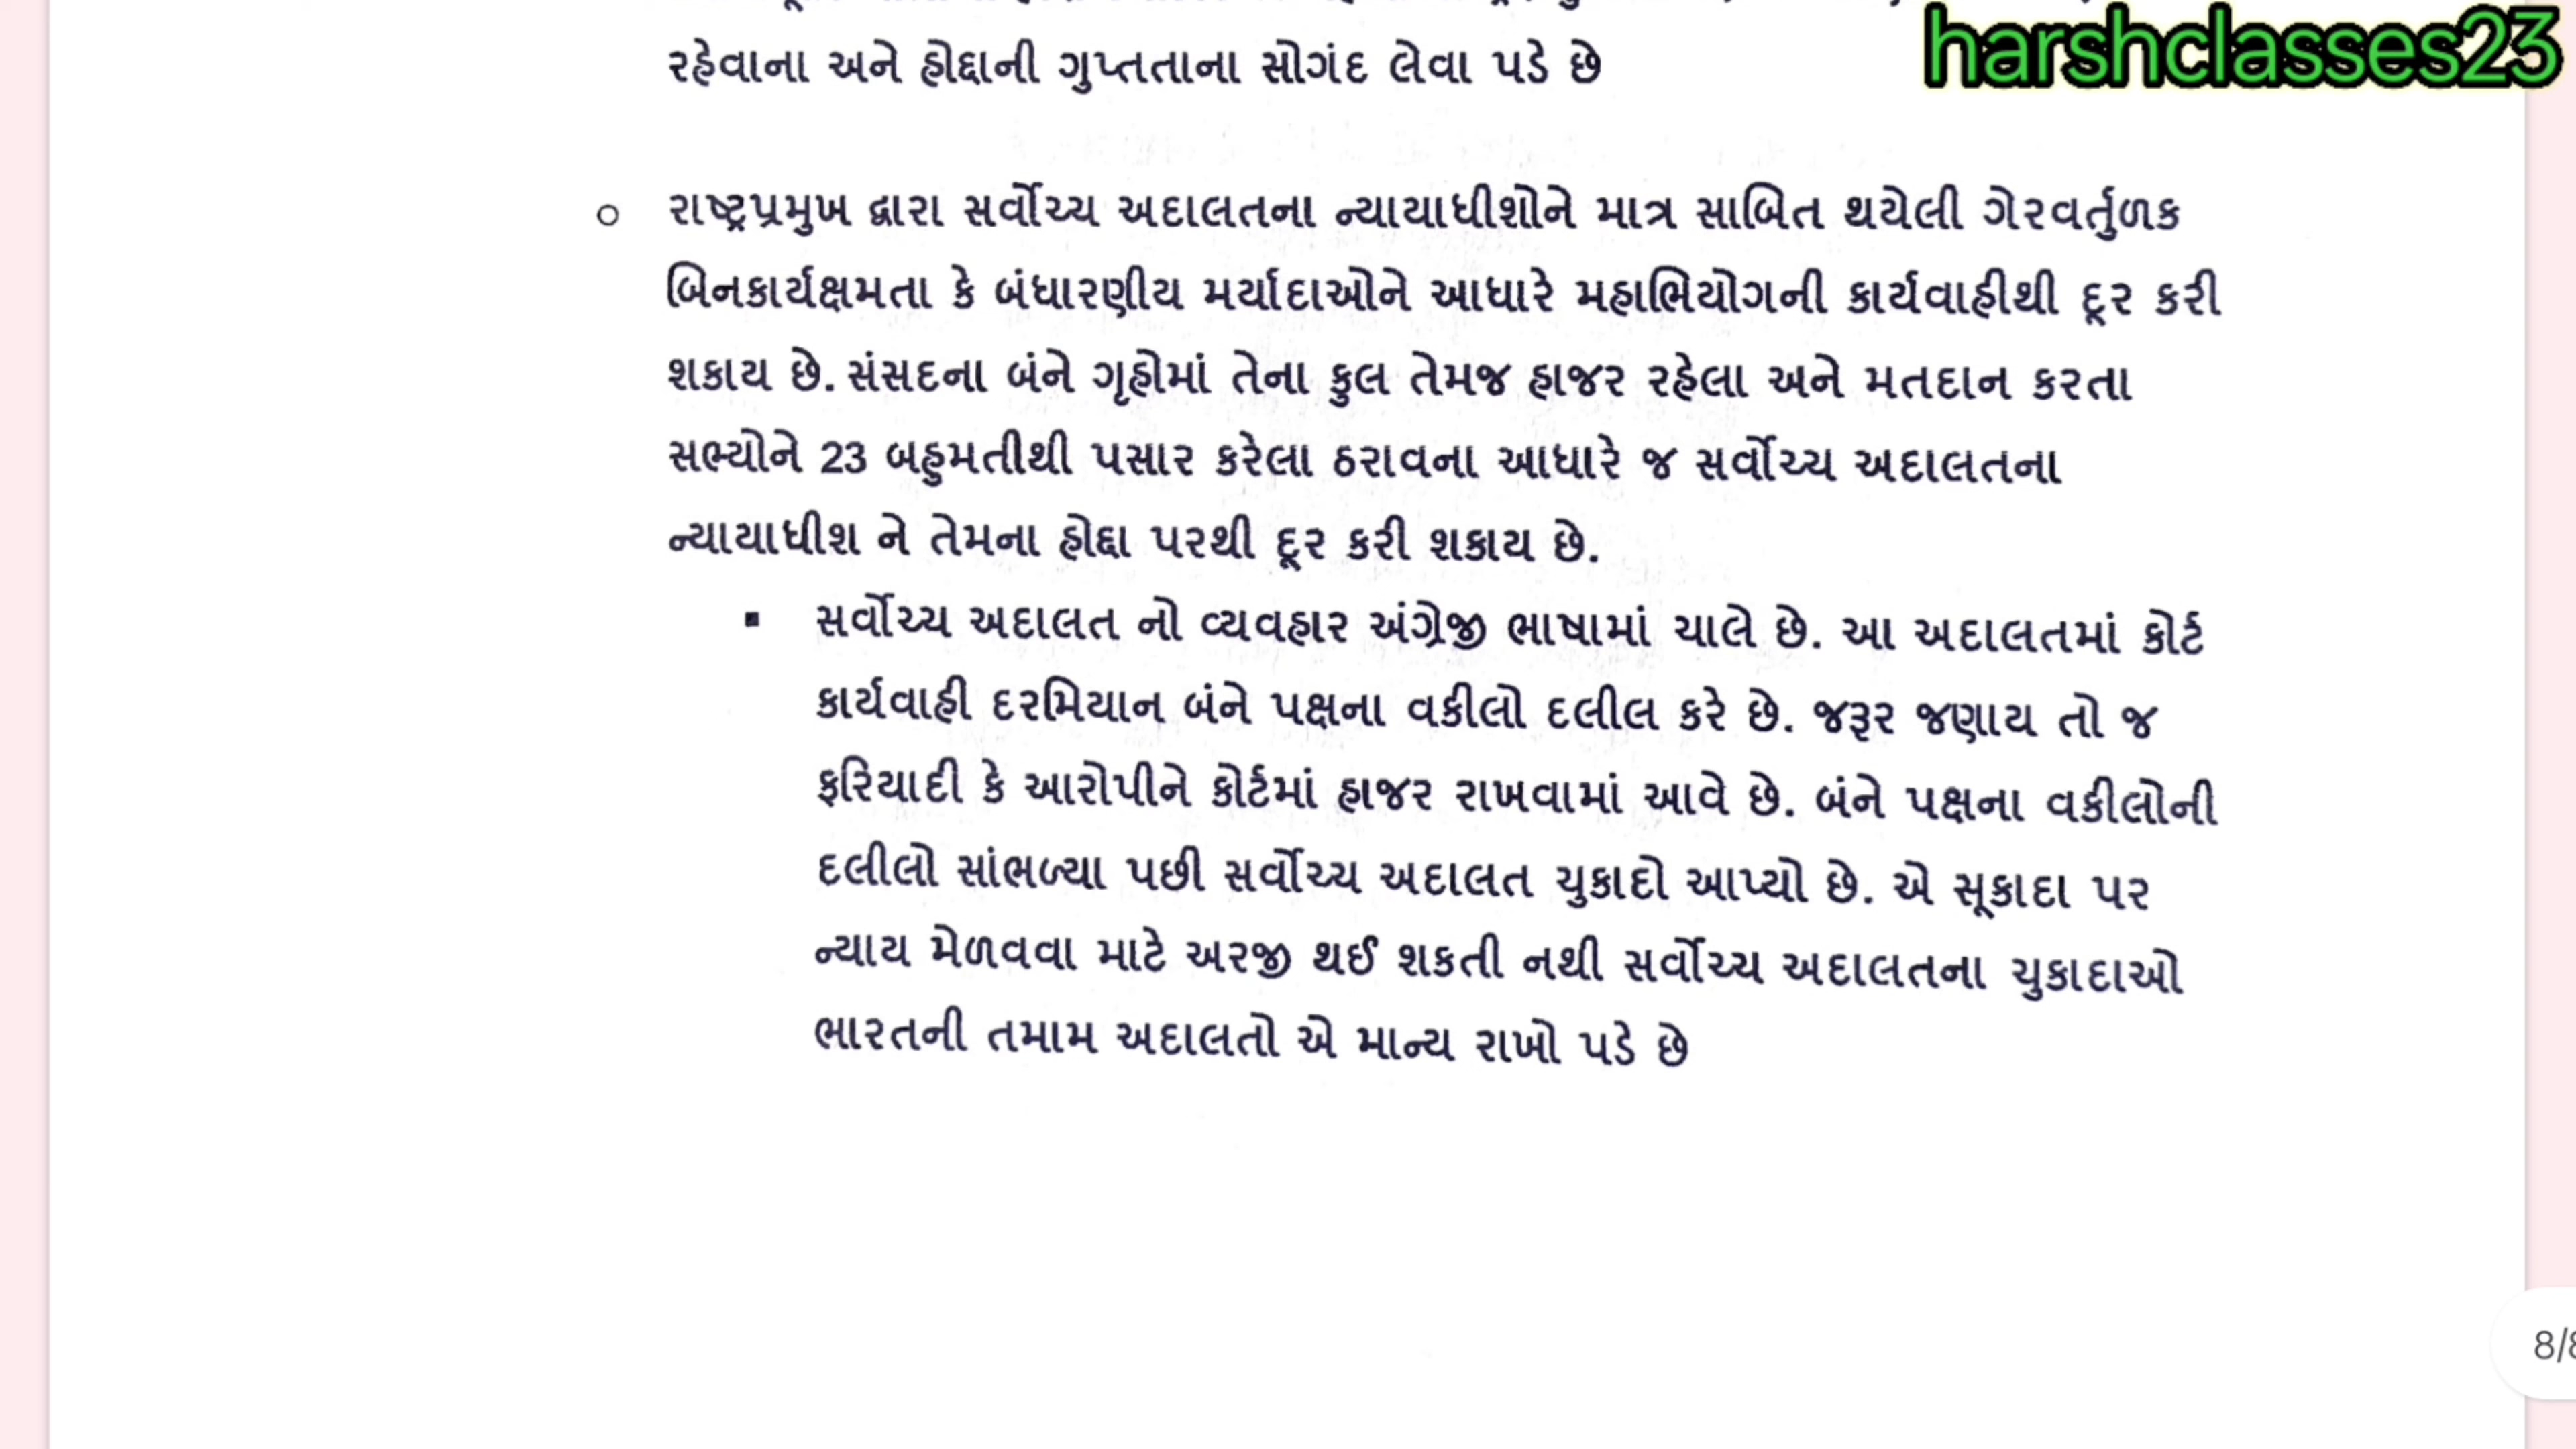 harshclasses23
રહેવાના અને હોદ્દાની ગુપ્તતાના સોગંદ લેવા પડે છે
○ રાષ્ટ્રપ્રમુખ દ્વારા સર્વોચ્ચ અદાલતના ન્યાયાધીશોને માત્ર સાબિત થયેલી ગેરવર્તુળક
બિનકાર્યક્ષમતા કે બંધારણીય મર્યાદાઓને આધારે મહાભિયોગની કાર્યવાહીથી દૂર કરી
શકાય છે. સંસદના બંને ગૃહોમાં તેના કુલ તેમજ હાજર રહેલા અને મતદાન કરતા
સભ્યોને 23 બહુમતીથી પસાર કરેલા ઠરાવના આધારે જ સર્વોચ્ચ અદાલતના
ન્યાયાધીશ ને તેમના હોદ્દા પરથી દૂર કરી શકાય છે.
▪ સર્વોચ્ચ અદાલત નો વ્યવહાર અંગ્રેજી ભાષામાં ચાલે છે. આ અદાલતમાં કોર્ટ
કાર્યવાહી દરમિયાન બંને પક્ષના વકીલો દલીલ કરે છે. જરૂર જણાય તો જ
ફરિયાદી કે આરોપીને કોર્ટમાં હાજર રાખવામાં આવે છે. બંને પક્ષના વકીલોની
દલીલો સાંભળ્યા પછી સર્વોચ્ચ અદાલત ચુકાદો આપ્યો છે. એ સૂકાદા પર
ન્યાય મેળવવા માટે અરજી થઈ શકતી નથી સર્વોચ્ચ અદાલતના ચુકાદાઓ
ભારતની તમામ અદાલતો એ માન્ય રાખો પડે છે
8/8